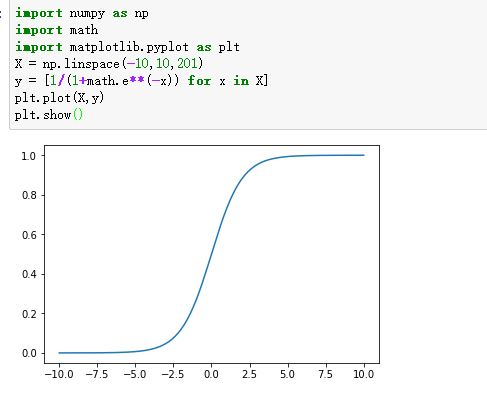 import numpy as np
import math
import matplotlib.pyplot as plt
X = np.linspace(-10,10,201)
y = [1/(1+math.e**(-x)) for x in X]
plt.plot(X,y)
plt.show()
1.0
0.8
0.6
0.4
0.2
0.0
−10.0 −7.5 −5.0 −2.5 0.0 2.5 5.0 7.5 10.0